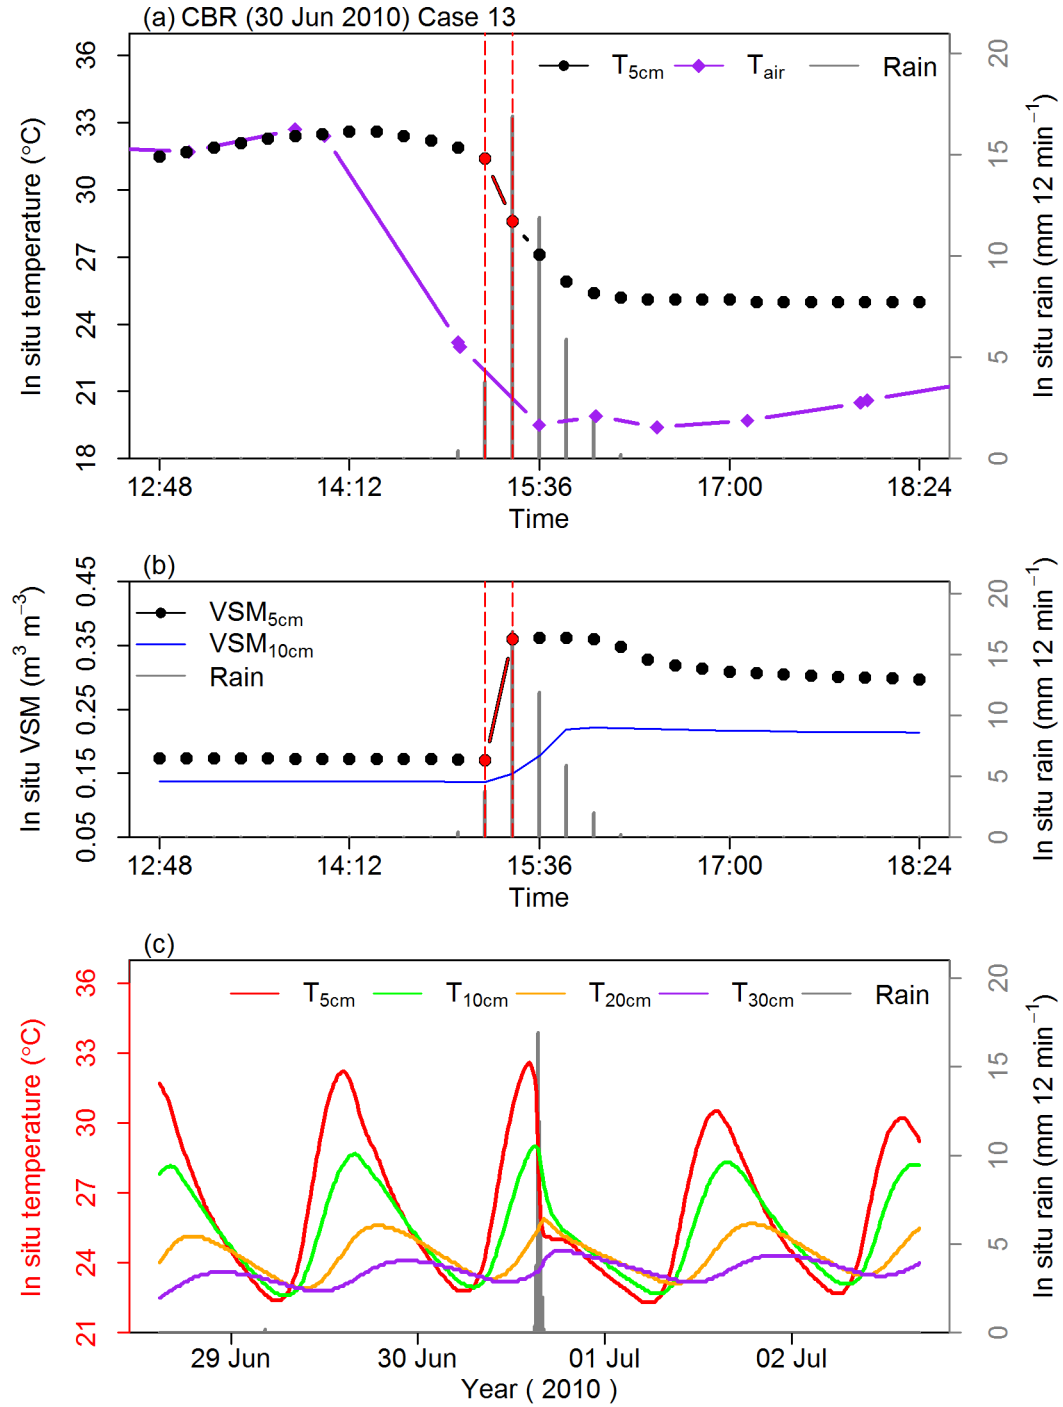 (a) CBR (30 Jun 2010) Case 13
T5cm Tair Rain
In situ temperature (°C)
36
33
30
27
24
21
18
In situ rain (mm 12 min⁻¹)
20
15
10
5
0
12:48 14:12 15:36 17:00 18:24
Time
(b)
VSM5cm
VSM10cm
Rain
In situ VSM (m³ m⁻³)
0.45
0.35
0.25
0.15
0.05
In situ rain (mm 12 min⁻¹)
20
15
10
5
0
12:48 14:12 15:36 17:00 18:24
Time
(c)
T5cm T10cm T20cm T30cm Rain
In situ temperature (°C)
36
33
30
27
24
21
In situ rain (mm 12 min⁻¹)
20
15
10
5
0
29 Jun 30 Jun 01 Jul 02 Jul
Year ( 2010 )